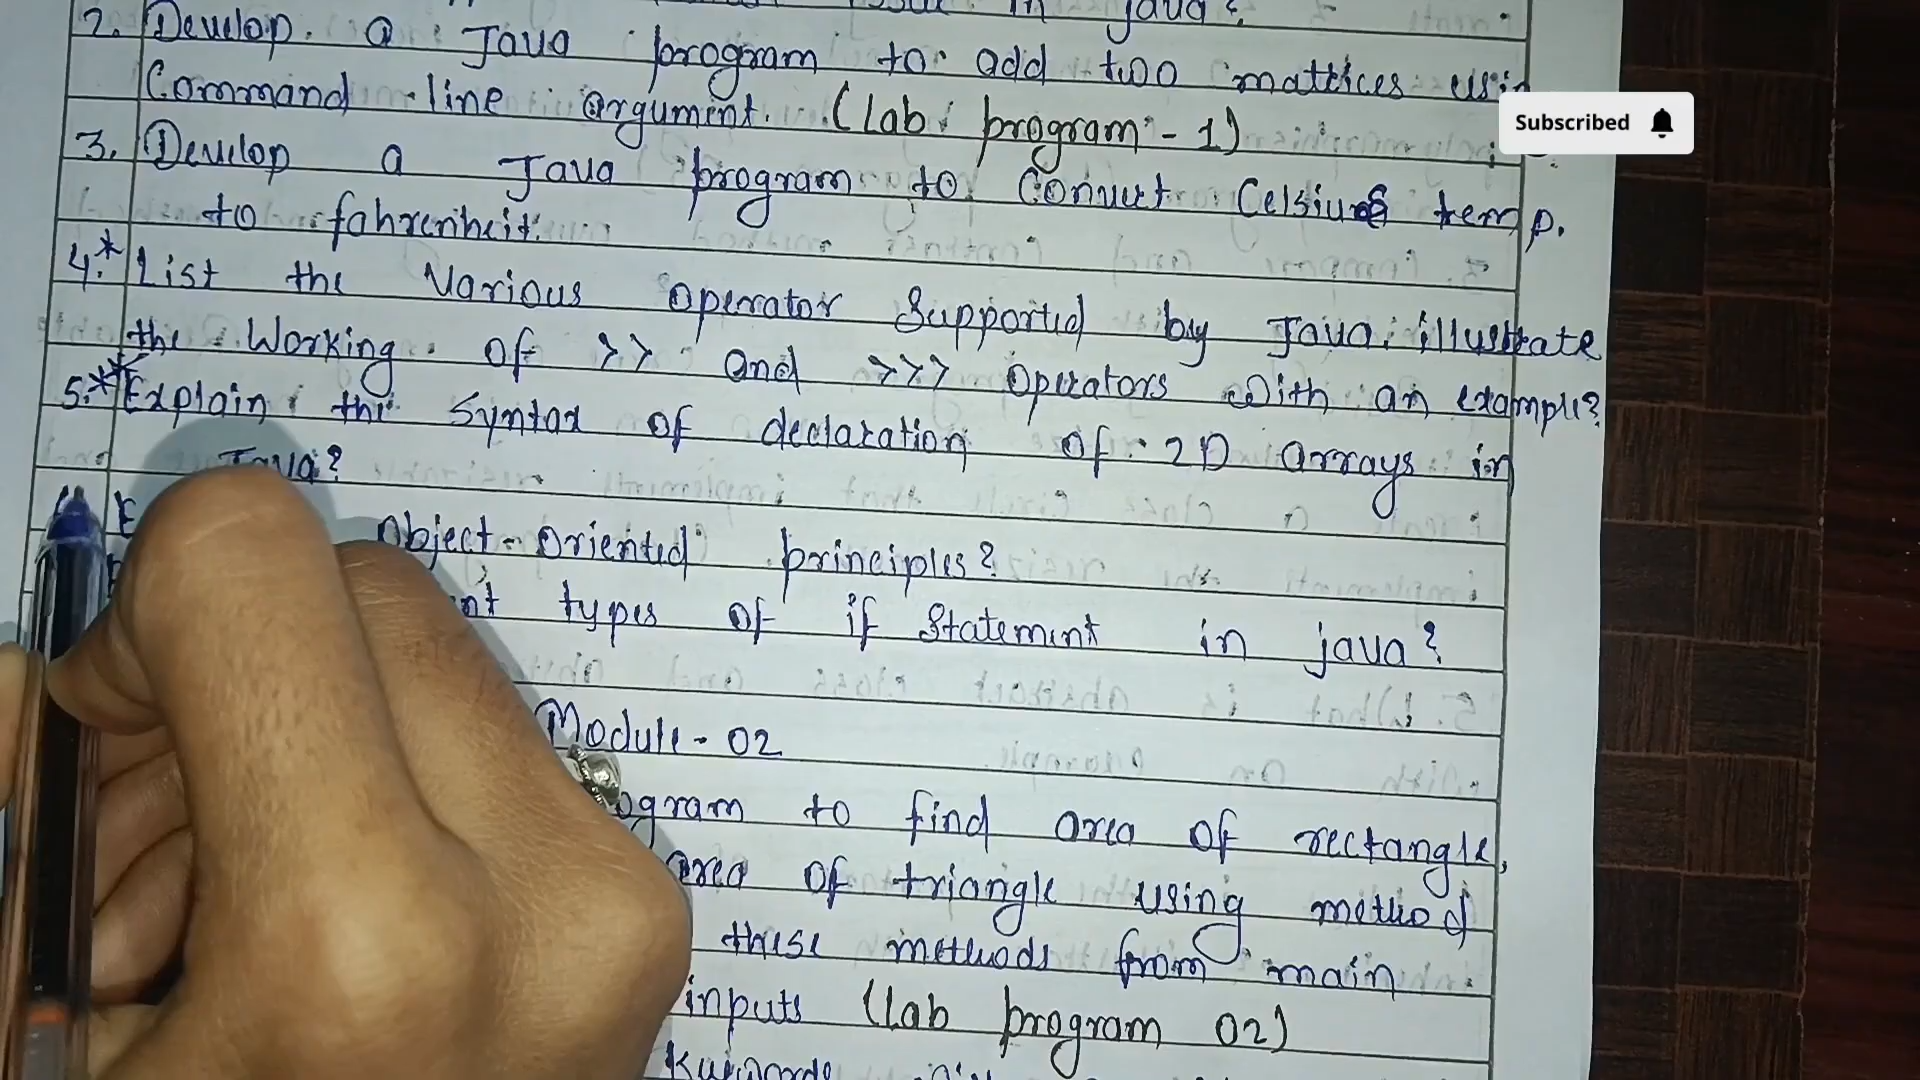 in java?
2. Develop a Java program to add two matrices using
Command line argument. (lab program - 1)
Subscribed
3. Develop a Java program to Convert Celsius temp.
to fahrenheit.
4.* List the Various operator Supported by Java. illustrate
the Working of >> and >>> operators with an example?
5.** Explain the Syntax of declaration of 2D arrays in
Java?
object-oriented principles?
types of if statement in java?
Module-02
to find area of rectangle,
area of triangle using method
these methods from main
inputs (lab program 02)